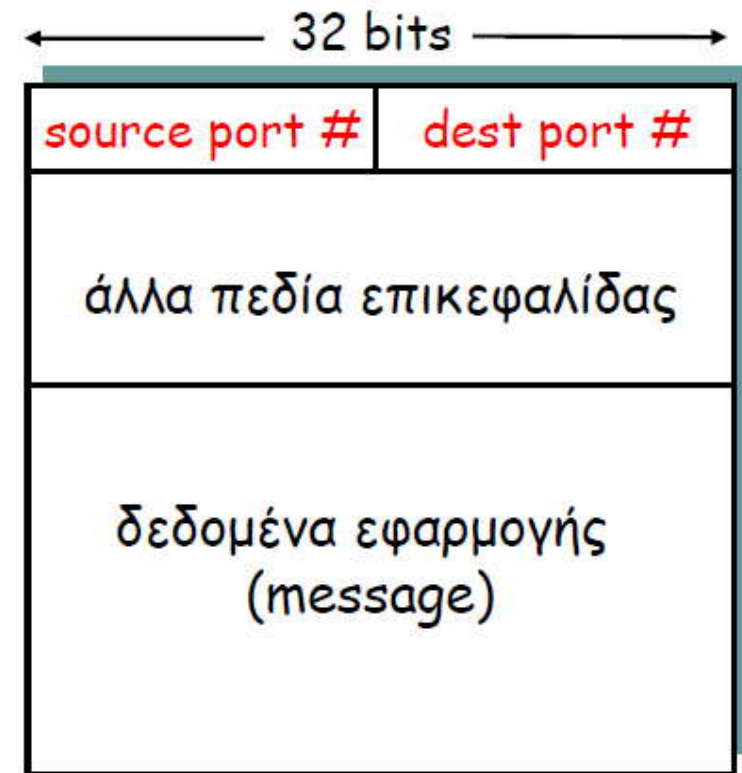 32 bits
source port # dest port #
άλλα πεδία επικεφαλίδας
δεδομένα εφαρμογής
(message)